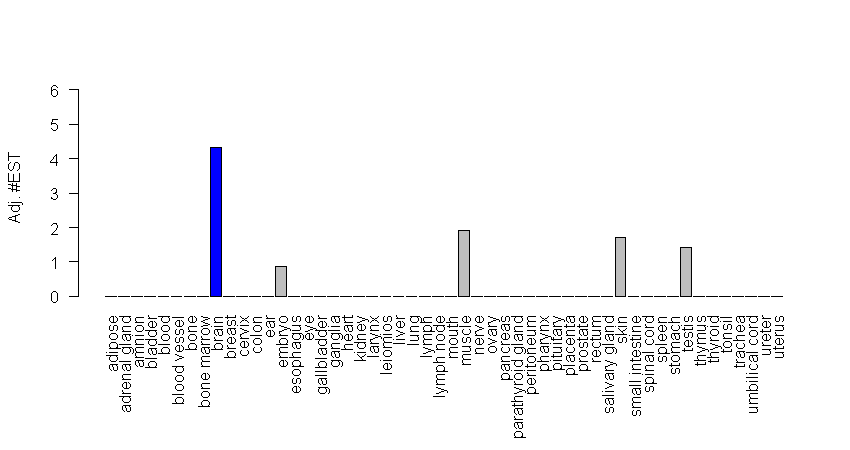 Adj. #EST
6
5
4
3
2
1
0
adipose
adrenal gland
amnion
bladder
blood
blood vessel
bone
bone marrow
brain
breast
cervix
colon
ear
embryo
esophagus
eye
gallbladder
ganglia
heart
kidney
larynx
leiomios
liver
lung
lymph
lymph node
mouth
muscle
nerve
ovary
pancreas
parathyroid gland
peritoneum
pharynx
pituitary
placenta
prostate
rectum
salivary gland
skin
small intestine
spinal cord
spleen
stomach
testis
thymus
thyroid
tonsil
trachea
umbilical cord
ureter
uterus